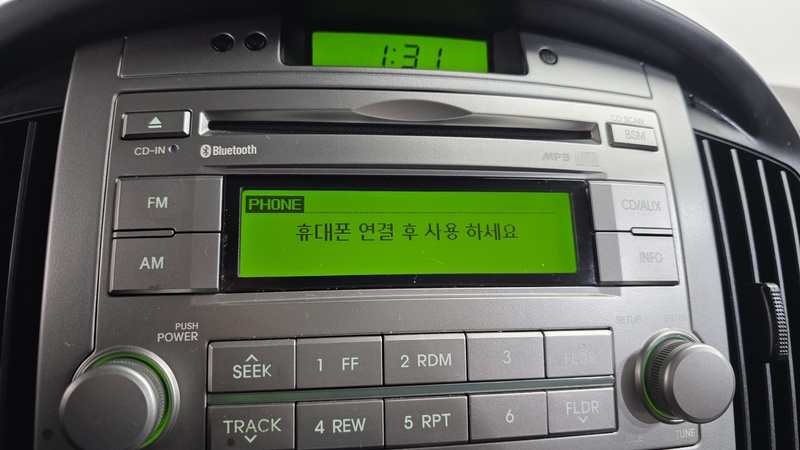 1:31
CD SCAN
BSM
CD-IN
Bluetooth
MP3
FM
CD/AUX
PHONE
휴대폰 연결 후 사용 하세요
AM
INFO
PUSH
POWER
SETUP
SEEK
1 FF
2 RDM
3
FLDR
TRACK
4 REW
5 RPT
6
FLDR
TUNE